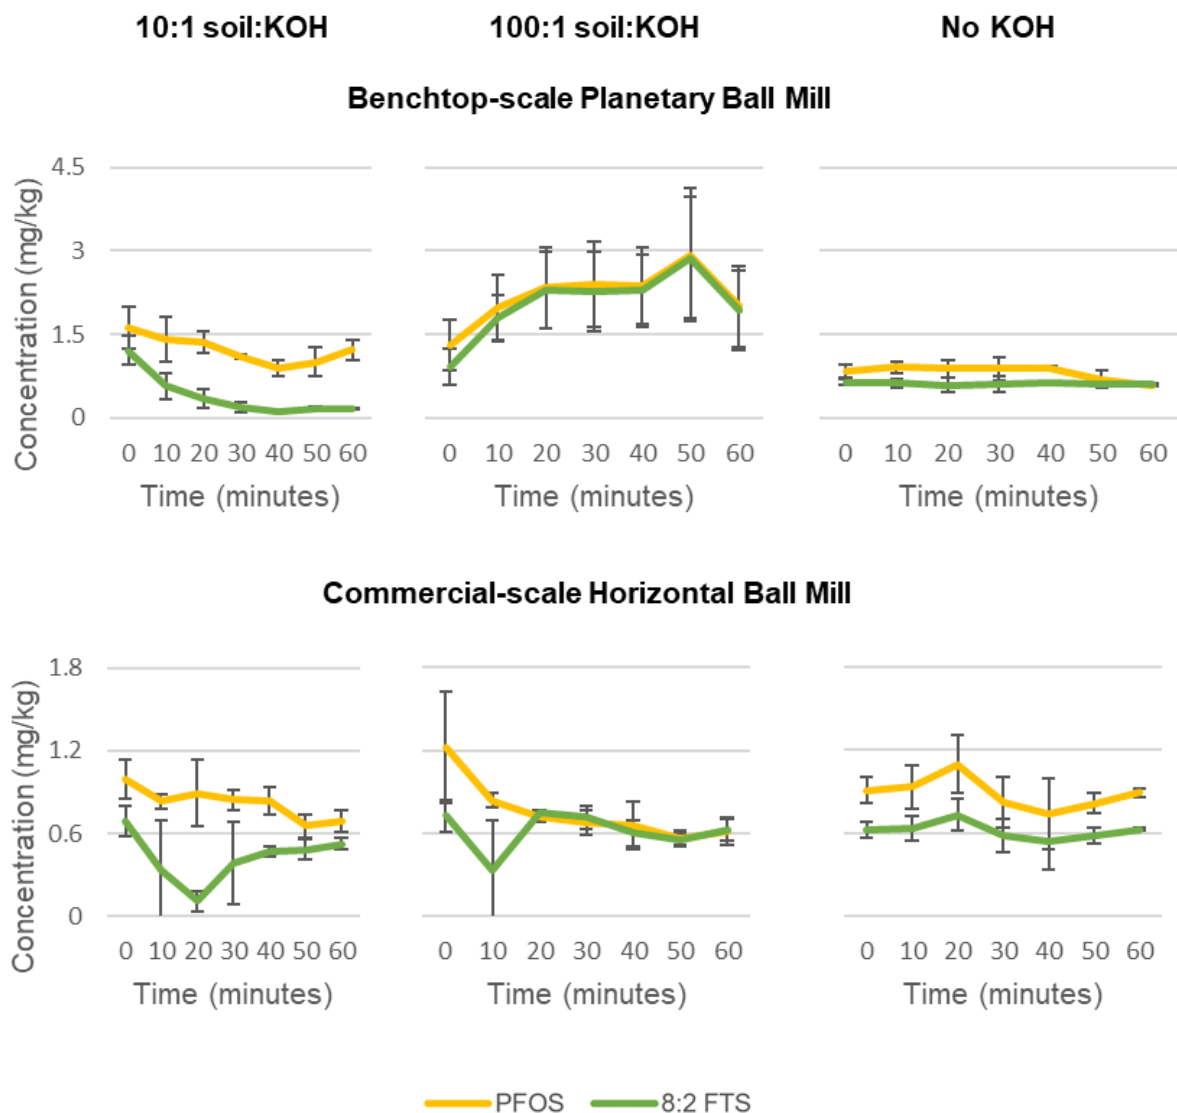 10:1 soil:KOH 100:1 soil:KOH No KOH
Benchtop-scale Planetary Ball Mill
Concentration (mg/kg)
4.5
3
1.5
0
0 10 20 30 40 50 60 0 10 20 30 40 50 60 0 10 20 30 40 50 60
Time (minutes) Time (minutes) Time (minutes)
Commercial-scale Horizontal Ball Mill
Concentration (mg/kg)
1.8
1.2
0.6
0
0 10 20 30 40 50 60 0 10 20 30 40 50 60 0 10 20 30 40 50 60
Time (minutes) Time (minutes) Time (minutes)
PFOS 8:2 FTS